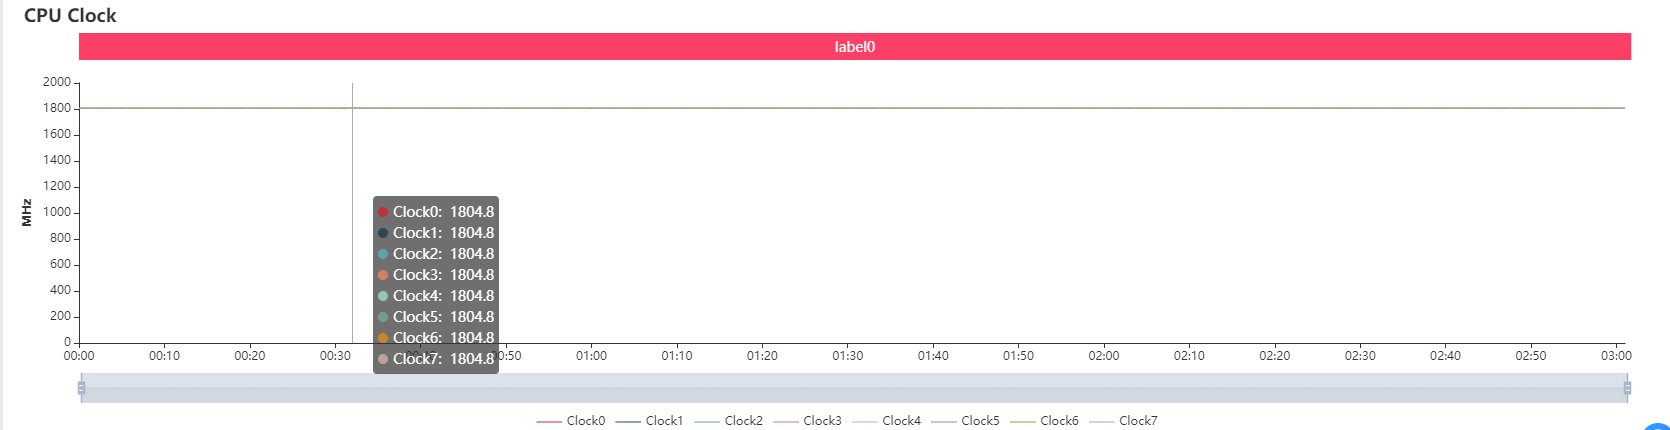 CPU Clock
label0
2000
1800
1600
1400
1200
1000
800
600
400
200
0
MHz
Clock0: 1804.8
Clock1: 1804.8
Clock2: 1804.8
Clock3: 1804.8
Clock4: 1804.8
Clock5: 1804.8
Clock6: 1804.8
Clock7: 1804.8
00:00 00:10 00:20 00:30 00:50 01:00 01:10 01:20 01:30 01:40 01:50 02:00 02:10 02:20 02:30 02:40 02:50 03:00
Clock0 Clock1 Clock2 Clock3 Clock4 Clock5 Clock6 Clock7